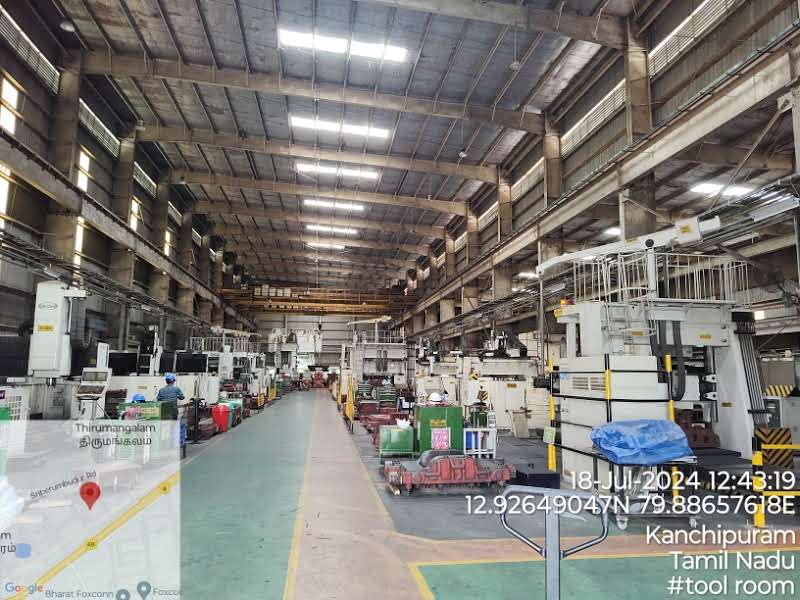 Thirumangalam
திருமங்கலம்
Sriperumbudur Rd
4
48
Google
Bharat Foxconn
Foxco
18-Jul-2024 12:43:19
12.92649047N 79.88657618E
Kanchipuram
Tamil Nadu
#tool room